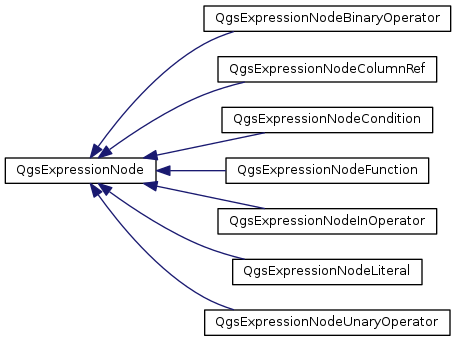 QgsExpressionNodeBinaryOperator
QgsExpressionNodeColumnRef
QgsExpressionNodeCondition
QgsExpressionNode
QgsExpressionNodeFunction
QgsExpressionNodeInOperator
QgsExpressionNodeLiteral
QgsExpressionNodeUnaryOperator